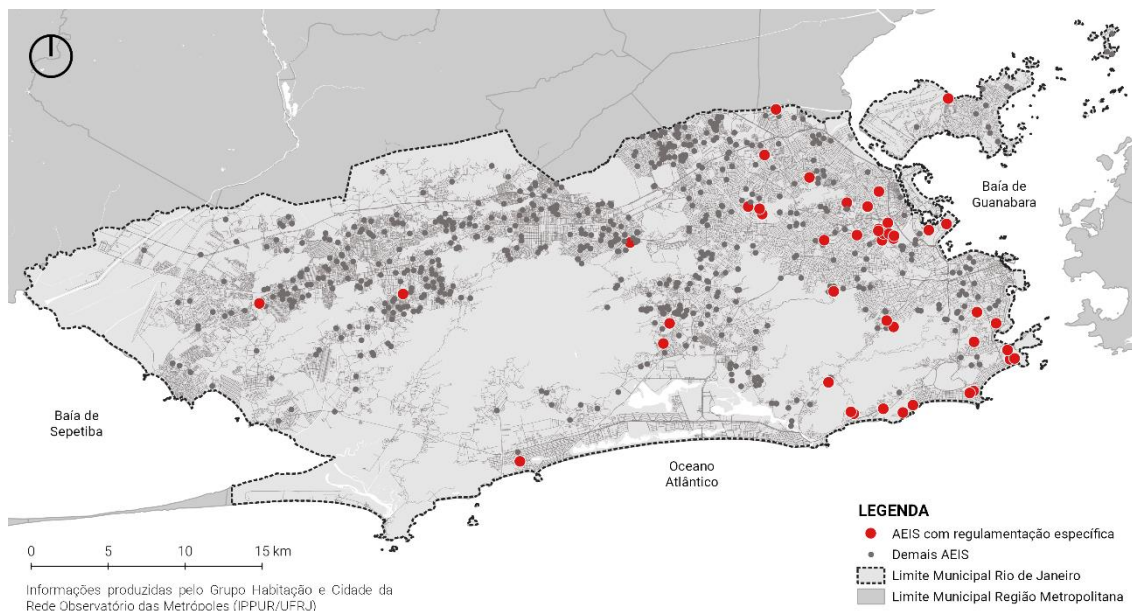 Baía de
Guanabara
Baía de
Sepetiba
Oceano
Atlântico
LEGENDA
AEIS com regulamentação específica
Demais AEIS
Limite Municipal Rio de Janeiro
Limite Municipal Região Metropolitana
0 5 10 15 km
Informações produzidas pelo Grupo Habitação e Cidade da
Rede Observatório das Metrópoles (IPPUR/UFRJ)